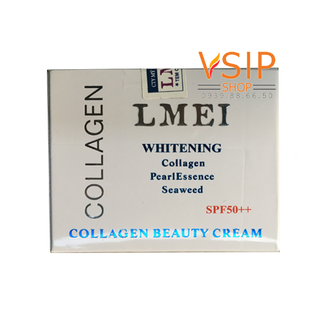 VSIP
SHOP
COLLAGEN
LMEI
WHITENING
Collagen
PearlEssence
Seaweed
SPF50++
COLLAGEN BEAUTY CREAM